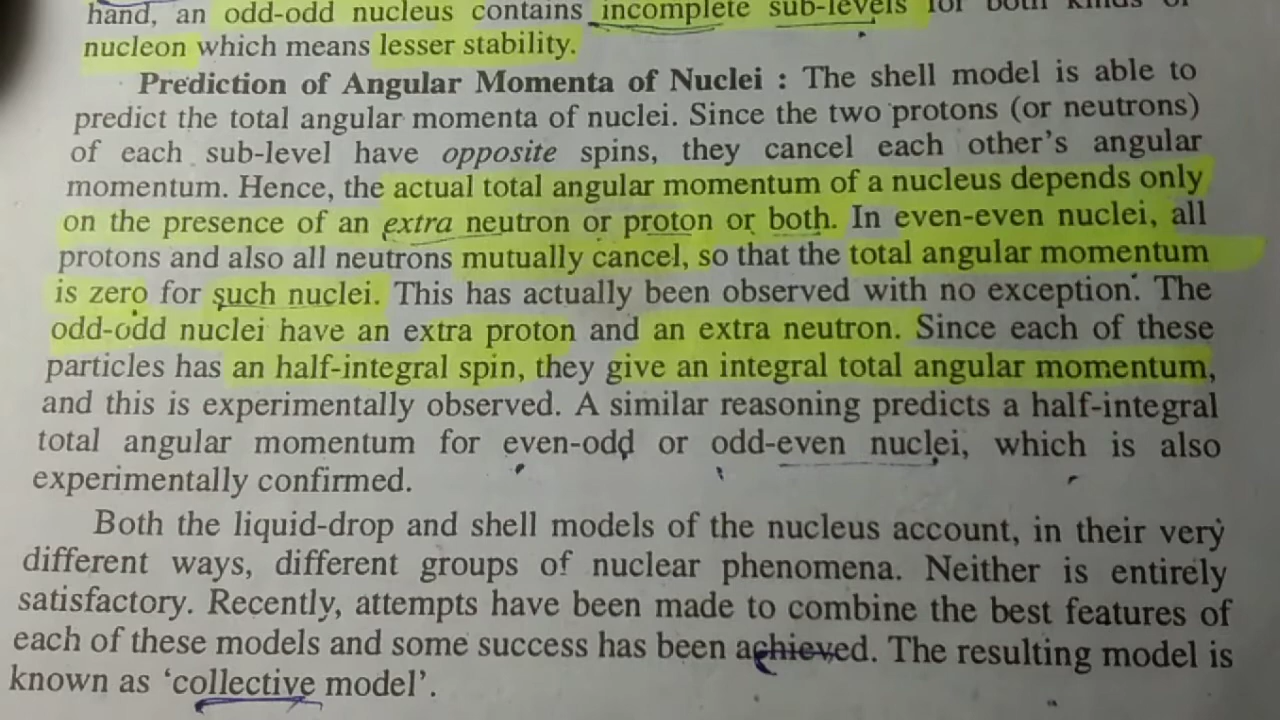 hand, an odd-odd nucleus contains incomplete sub-levels for both kinds of
nucleon which means lesser stability.
Prediction of Angular Momenta of Nuclei : The shell model is able to
predict the total angular momenta of nuclei. Since the two protons (or neutrons)
of each sub-level have opposite spins, they cancel each other's angular
momentum. Hence, the actual total angular momentum of a nucleus depends only
on the presence of an extra neutron or proton or both. In even-even nuclei, all
protons and also all neutrons mutually cancel, so that the total angular momentum
is zero for such nuclei. This has actually been observed with no exception. The
odd-odd nuclei have an extra proton and an extra neutron. Since each of these
particles has an half-integral spin, they give an integral total angular momentum,
and this is experimentally observed. A similar reasoning predicts a half-integral
total angular momentum for even-odd or odd-even nuclei, which is also
experimentally confirmed.
Both the liquid-drop and shell models of the nucleus account, in their very
different ways, different groups of nuclear phenomena. Neither is entirely
satisfactory. Recently, attempts have been made to combine the best features of
each of these models and some success has been achieved. The resulting model is
known as 'collective model'.